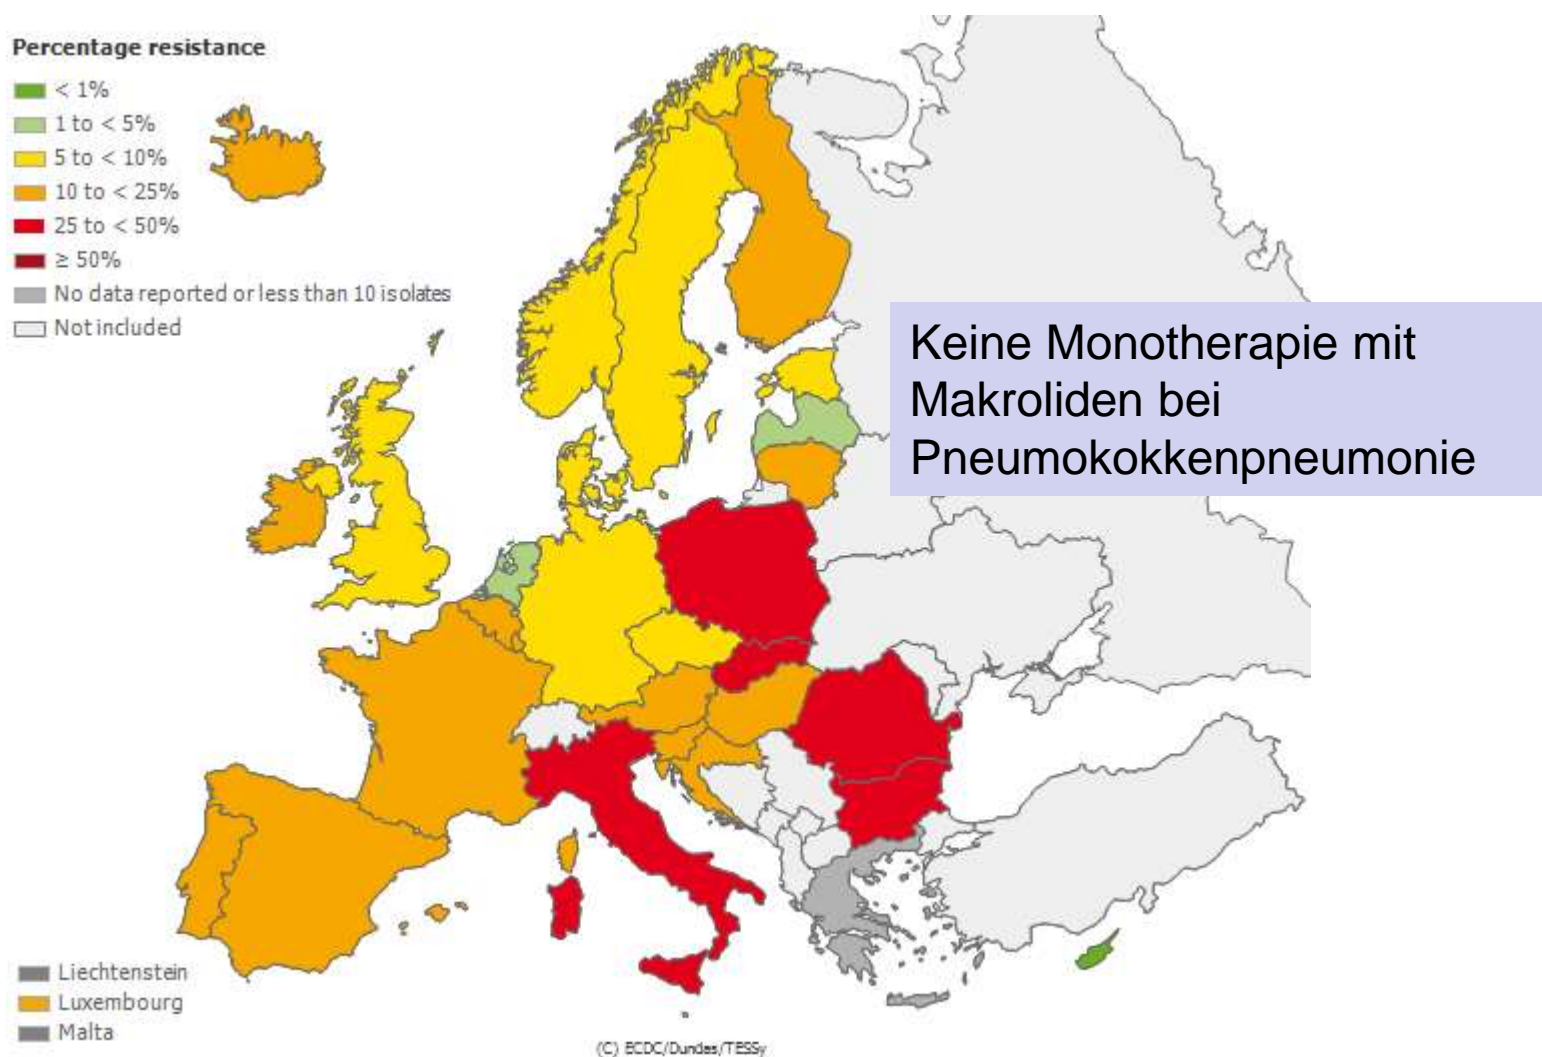 Percentage resistance
< 1%
1 to < 5%
5 to < 10%
10 to < 25%
25 to < 50%
≥ 50%
No data reported or less than 10 isolates
Not included
Keine Monotherapie mit
Makroliden bei
Pneumokokkenpneumonie
Liechtenstein
Luxembourg
Malta
(C) ECDC/Dundas/TESSy